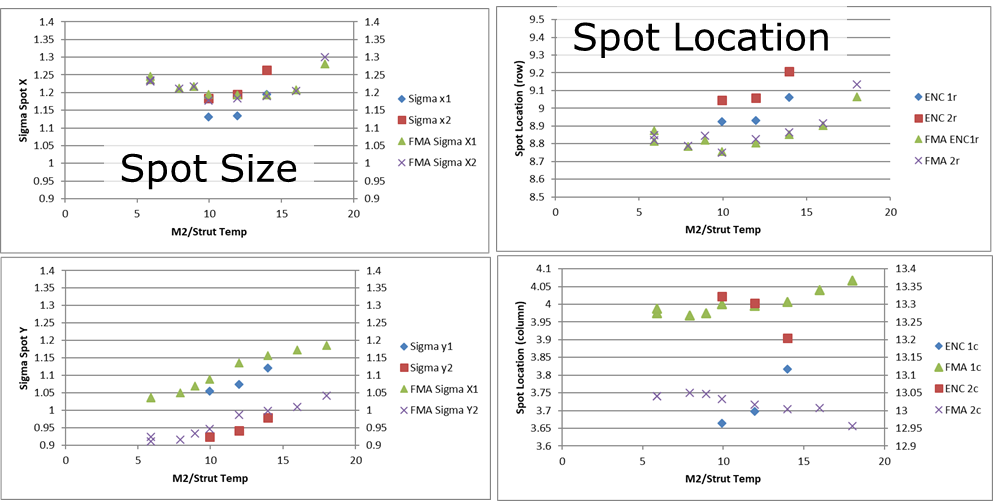 Spot Size
Sigma Spot X
1.4
1.35
1.3
1.25
1.2
1.15
1.1
1.05
1
0.95
0.9
1.4
1.35
1.3
1.25
1.2
1.15
1.1
1.05
1
0.95
0.9
0 5 10 15 20
M2/Strut Temp
Sigma x1
Sigma x2
FMA Sigma X1
FMA Sigma X2
Spot Location
Spot Location (row)
9.5
9.4
9.3
9.2
9.1
9
8.9
8.8
8.7
8.6
8.5
0 5 10 15 20
M2/Strut Temp
ENC 1r
ENC 2r
FMA ENC1r
FMA 2r
Sigma Spot Y
1.4
1.35
1.3
1.25
1.2
1.15
1.1
1.05
1
0.95
0.9
1.4
1.35
1.3
1.25
1.2
1.15
1.1
1.05
1
0.95
0.9
0 5 10 15 20
M2/Strut Temp
Sigma y1
Sigma y2
FMA Sigma X1
FMA Sigma Y2
Spot Location (column)
4.1
4.05
4
3.95
3.9
3.85
3.8
3.75
3.7
3.65
3.6
13.4
13.35
13.3
13.25
13.2
13.15
13.1
13.05
13
12.95
12.9
0 5 10 15 20
M2/Strut Temp
ENC 1c
FMA 1c
ENC 2c
FMA 2c